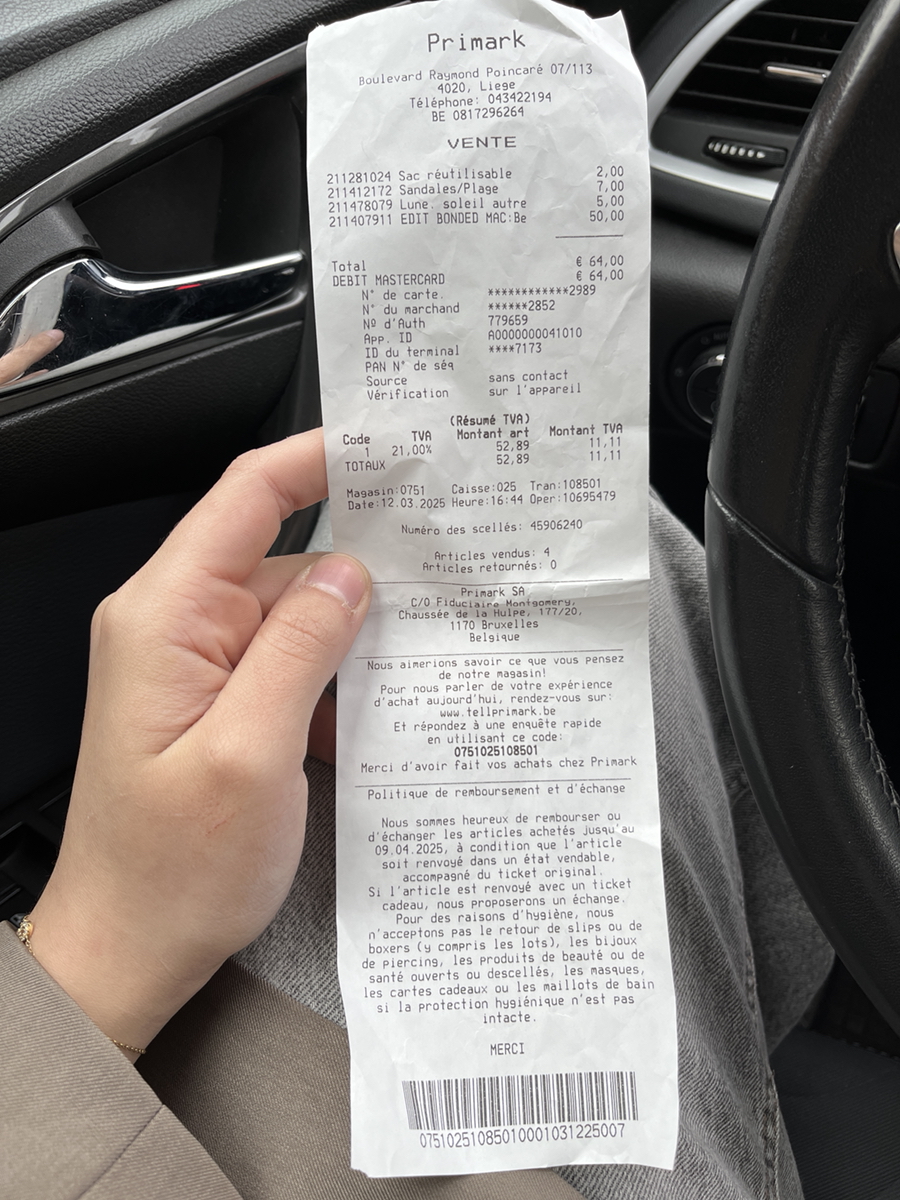 Primark
Boulevard Raymond Poincaré 07/113
4020, Liege
Téléphone: 043422194
BE 0817296264
VENTE
211281024 Sac réutilisable 2,00
211412172 Sandales/Plage 7,00
211478079 Lune. soleil autre 5,00
211407911 EDIT BONDED MAC:Be 50,00
Total € 64,00
DEBIT MASTERCARD € 64,00
N° de carte. ************2989
N° du marchand ******2852
Nº d'Auth 779659
App. ID A0000000041010
ID du terminal ****7173
PAN N° de séq
Source sans contact
Vérification sur l'appareil
(Résumé TVA)
Code TVA Montant art Montant TVA
1 21,00% 52,89 11,11
TOTAUX 52,89 11,11
Magasin:0751 Caisse:025 Tran:108501
Date:12.03.2025 Heure:16:44 Oper:10695479
Numéro des scellés: 45906240
Articles vendus: 4
Articles retournés: 0
Primark SA
C/O Fiduciaire Montgomery,
Chaussée de la Hulpe, 177/20,
1170 Bruxelles
Belgique
Nous aimerions savoir ce que vous pensez
de notre magasin!
Pour nous parler de votre expérience
d'achat aujourd'hui, rendez-vous sur:
www.tellprimark.be
Et répondez à une enquête rapide
en utilisant ce code:
0751025108501
Merci d'avoir fait vos achats chez Primark
Politique de remboursement et d'échange
Nous sommes heureux de rembourser ou
d'échanger les articles achetés jusqu'au
09.04.2025, à condition que l'article
soit renvoyé dans un état vendable,
accompagné du ticket original.
Si l'article est renvoyé avec un ticket
cadeau, nous proposerons un échange.
Pour des raisons d'hygiène, nous
n'acceptons pas le retour de slips ou de
boxers (y compris les lots), les bijoux
de piercing, les produits de beauté ou de
santé ouverts ou descellés, les masques,
les cartes cadeaux ou les maillots de bain
si la protection hygiénique n'est pas
intacte.
MERCI
07510251085010001031225007